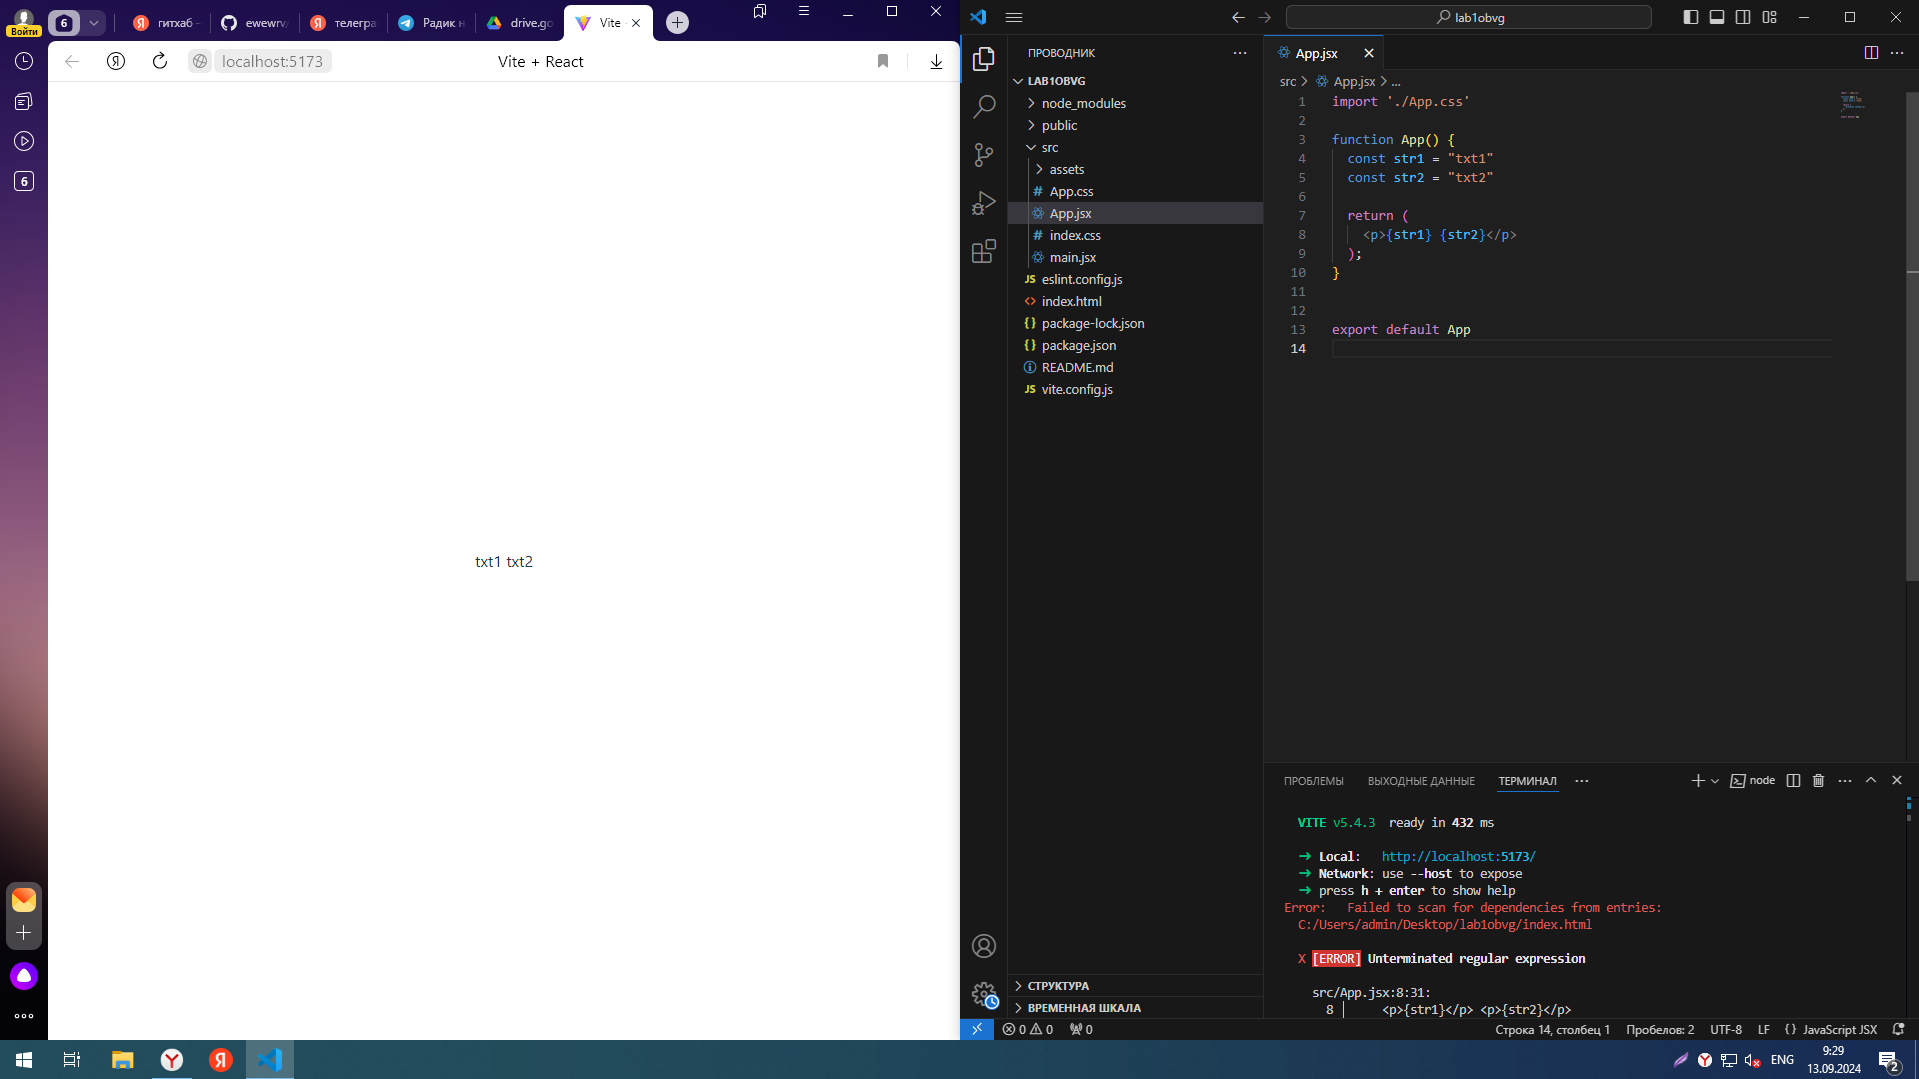 Войти
6
гитхаб -
ewewrv/
телегра
Радик н
drive.go
Vite
localhost:5173
Vite + React
6
txt1 txt2
lab1obvg
ПРОВОДНИК
LAB1OBVG
node_modules
public
src
assets
App.css
App.jsx
index.css
main.jsx
eslint.config.js
index.html
package-lock.json
package.json
README.md
vite.config.js
СТРУКТУРА
ВРЕМЕННАЯ ШКАЛА
App.jsx
src > App.jsx > ...
1 import './App.css'
2
3 function App() {
4 const str1 = "txt1"
5 const str2 = "txt2"
6
7 return (
8 <p>{str1} {str2}</p>
9 );
10 }
11
12
13 export default App
14
ПРОБЛЕМЫ ВЫХОДНЫЕ ДАННЫЕ ТЕРМИНАЛ ... node
VITE v5.4.3 ready in 432 ms
➜ Local: http://localhost:5173/
➜ Network: use --host to expose
➜ press h + enter to show help
Error: Failed to scan for dependencies from entries:
C:/Users/admin/Desktop/lab1obvg/index.html
X [ERROR] Unterminated regular expression
src/App.jsx:8:31:
8 │ <p>{str1}</p> <p>{str2}</p>
0 0 0 Строка 14, столбец 1 Пробелов: 2 UTF-8 LF {} JavaScript JSX
ENG 9:29
13.09.2024 2